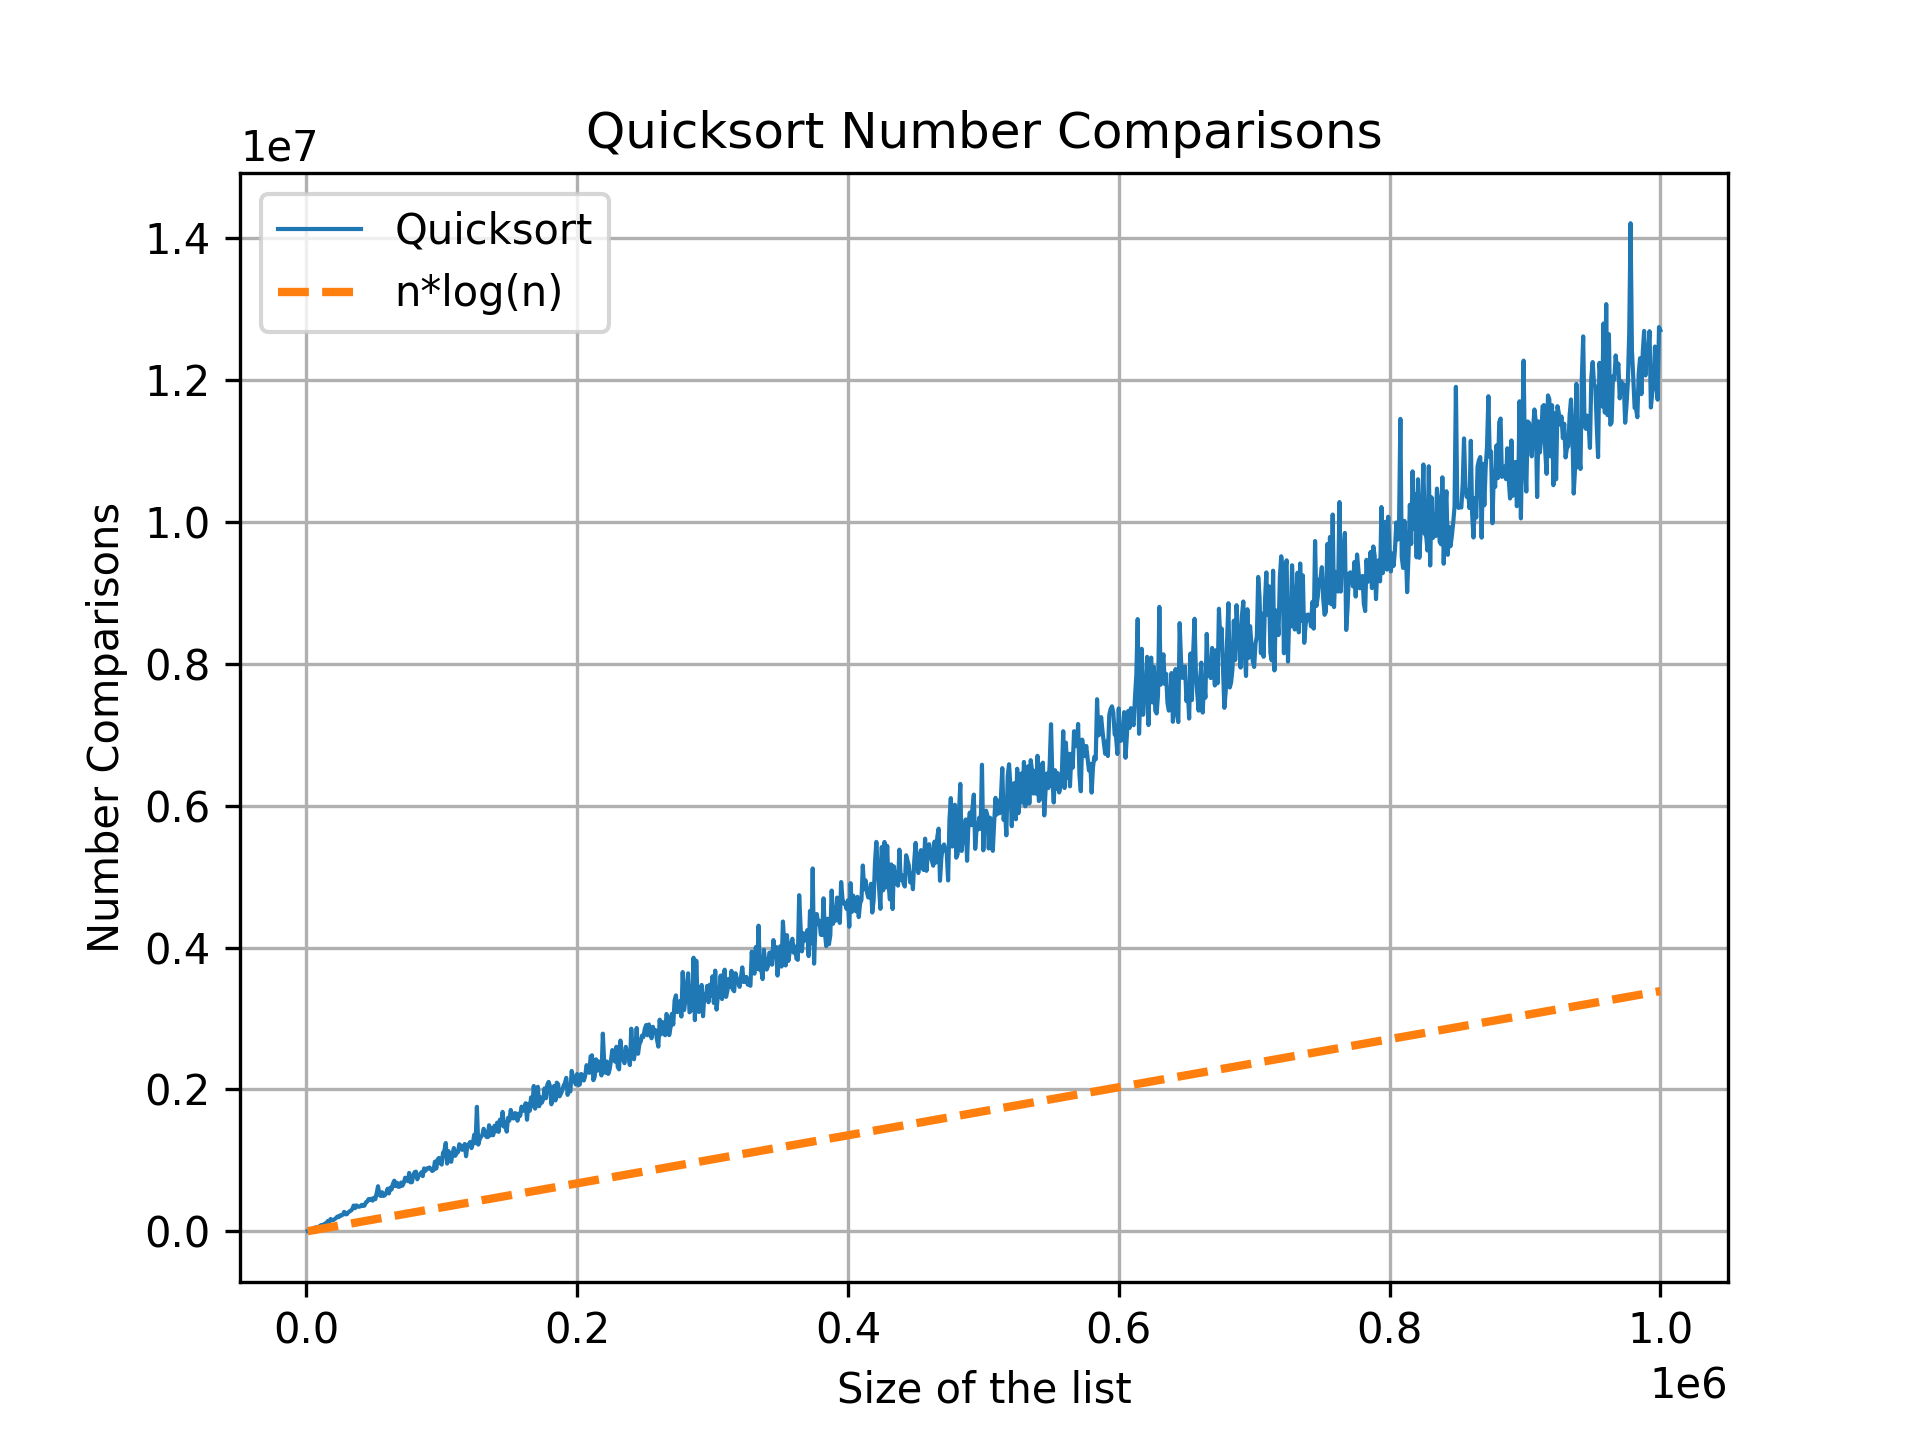 Quicksort Number Comparisons
1e7
Quicksort
n*log(n)
1.4
1.2
1.0
0.8
0.6
0.4
0.2
0.0
Number Comparisons
0.0 0.2 0.4 0.6 0.8 1.0
Size of the list
1e6